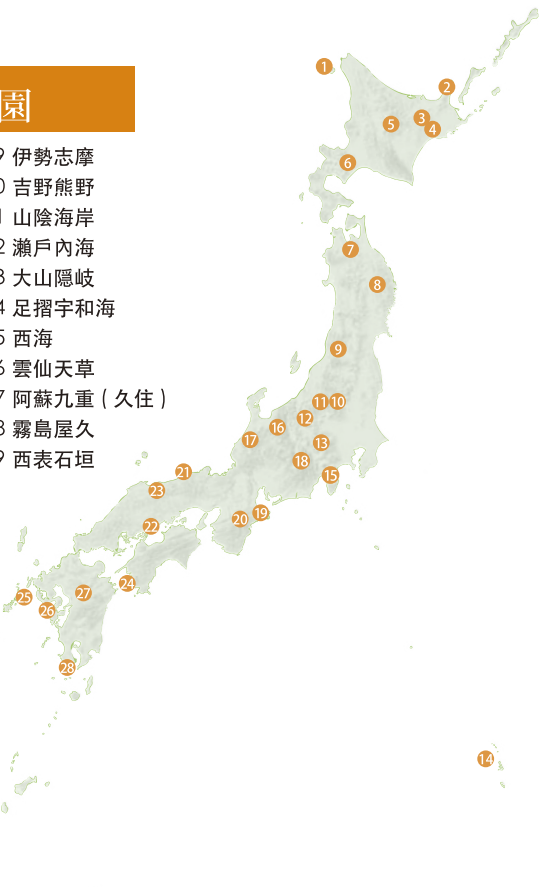 園
9 伊勢志摩
0 吉野熊野
1 山陰海岸
2 瀨戶內海
3 大山隱岐
4 足摺宇和海
5 西海
6 雲仙天草
7 阿蘇九重 ( 久住 )
8 霧島屋久
9 西表石垣
1
2
3
4
5
6
7
8
9
11 10
12
16
17
13
18
15
21
23
19
20
22
24
27
25
26
28
14